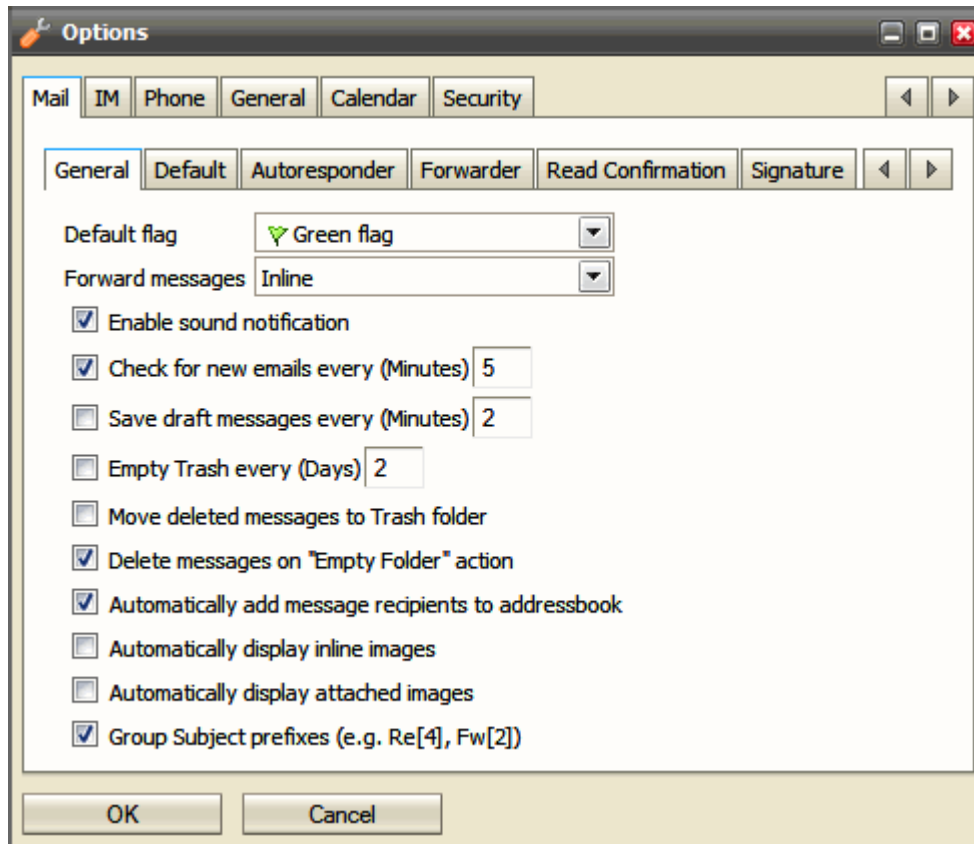 Options
Mail IM Phone General Calendar Security
General Default Autoresponder Forwarder Read Confirmation Signature
Default flag Green flag
Forward messages Inline
Enable sound notification
Check for new emails every (Minutes) 5
Save draft messages every (Minutes) 2
Empty Trash every (Days) 2
Move deleted messages to Trash folder
Delete messages on "Empty Folder" action
Automatically add message recipients to addressbook
Automatically display inline images
Automatically display attached images
Group Subject prefixes (e.g. Re[4], Fw[2])
OK Cancel